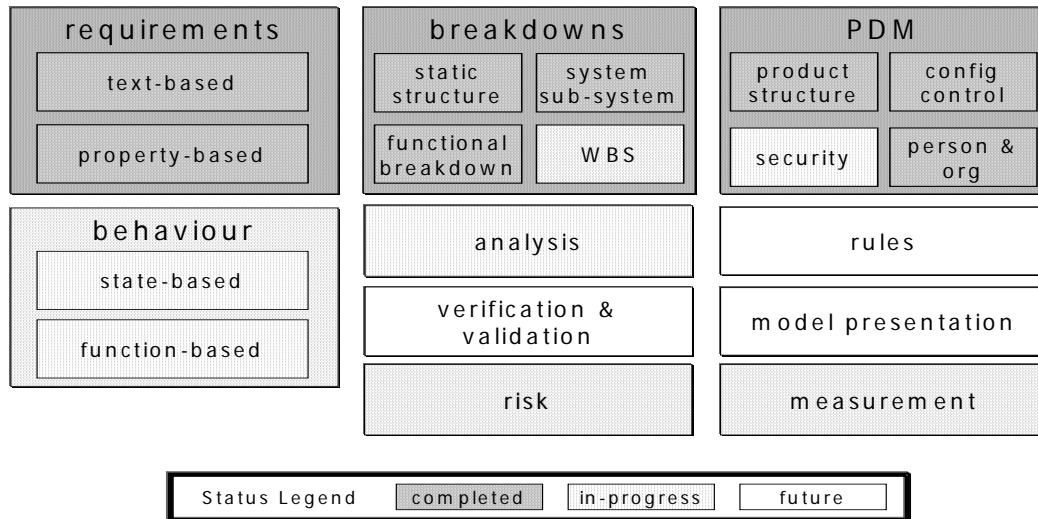 requirements
text-based
property-based
behaviour
state-based
function-based
breakdowns
static
structure
system
sub-system
functional
breakdown
WBS
analysis
verification &
validation
risk
PDM
product
structure
config
control
security
person &
org
rules
model presentation
measurement
Status Legend
completed
in-progress
future